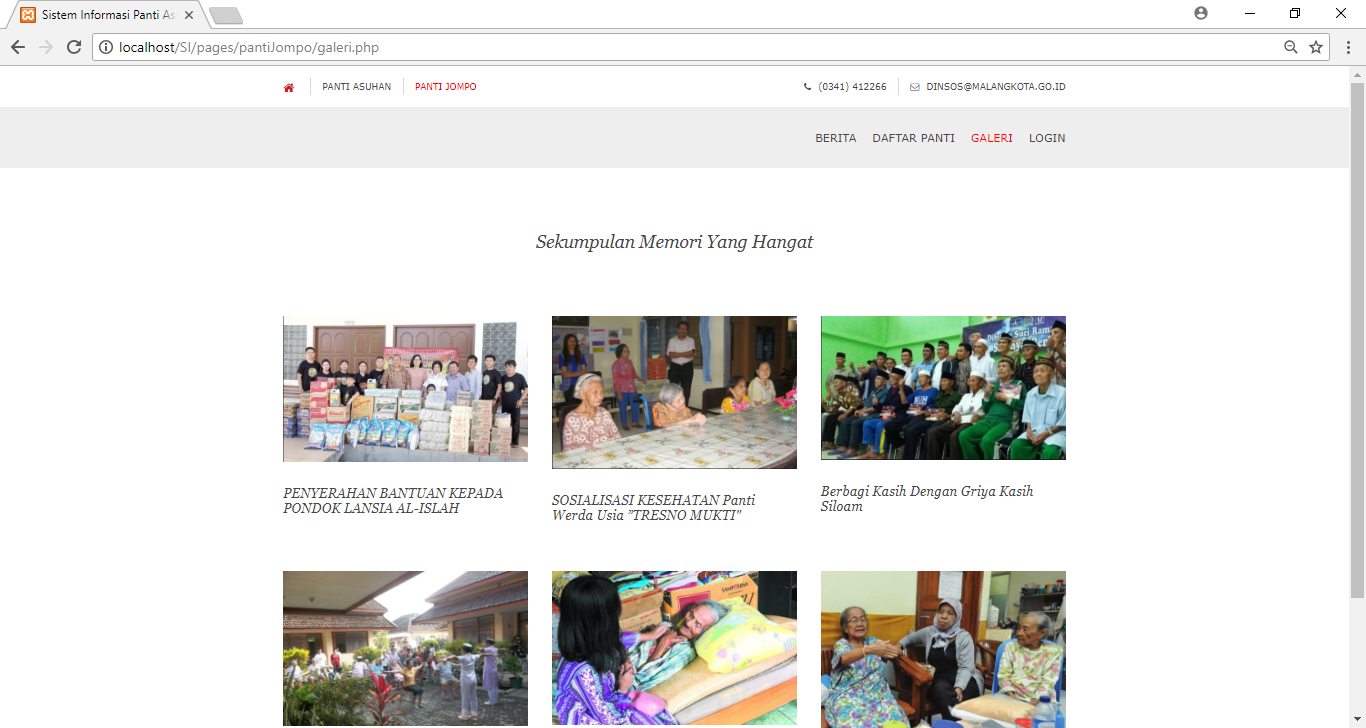 Sistem Informasi Panti As
localhost/SI/pages/pantiJompo/galeri.php
PANTI ASUHAN
PANTI JOMPO
(0341) 412266
DINSOS@MALANGKOTA.GO.ID
BERITA
DAFTAR PANTI
GALERI
LOGIN
Sekumpulan Memori Yang Hangat
PENYERAHAN BANTUAN KEPADA
PONDOK LANSIA AL-ISLAH
SOSIALISASI KESEHATAN Panti
Werda Usia "TRESNO MUKTI"
Berbagi Kasih Dengan Griya Kasih
Siloam